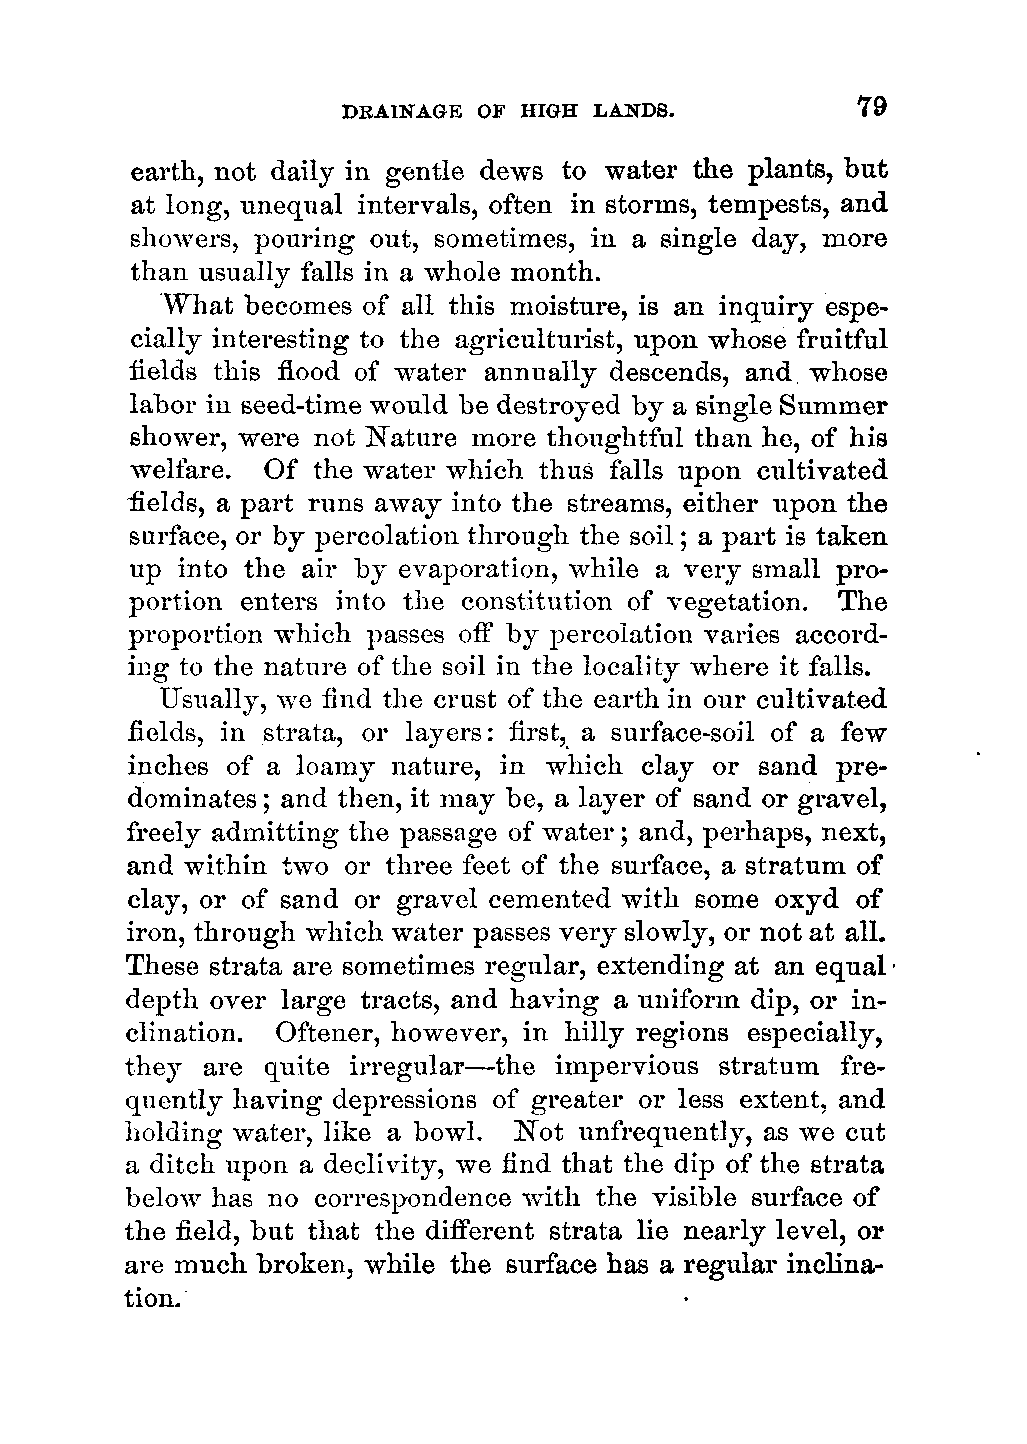 DRAINAGE OF HIGH LANDS. 79
earth, not daily in gentle dews to water the plants, but
at long, unequal intervals, often in storms, tempests, and
showers, pouring out, sometimes, in a single day, more
than usually falls in a whole month.
What becomes of all this moisture, is an inquiry espe-
cially interesting to the agriculturist, upon whose fruitful
fields this flood of water annually descends, and whose
labor in seed-time would be destroyed by a single Summer
shower, were not Nature more thoughtful than he, of his
welfare. Of the water which thus falls upon cultivated
fields, a part runs away into the streams, either upon the
surface, or by percolation through the soil; a part is taken
up into the air by evaporation, while a very small pro-
portion enters into the constitution of vegetation. The
proportion which passes off by percolation varies accord-
ing to the nature of the soil in the locality where it falls.
Usually, we find the crust of the earth in our cultivated
fields, in strata, or layers: first, a surface-soil of a few
inches of a loamy nature, in which clay or sand pre-
dominates; and then, it may be, a layer of sand or gravel,
freely admitting the passage of water; and, perhaps, next,
and within two or three feet of the surface, a stratum of
clay, or of sand or gravel cemented with some oxyd of
iron, through which water passes very slowly, or not at all.
These strata are sometimes regular, extending at an equal
depth over large tracts, and having a uniform dip, or in-
clination. Oftener, however, in hilly regions especially,
they are quite irregular—the impervious stratum fre-
quently having depressions of greater or less extent, and
holding water, like a bowl. Not unfrequently, as we cut
a ditch upon a declivity, we find that the dip of the strata
below has no correspondence with the visible surface of
the field, but that the different strata lie nearly level, or
are much broken, while the surface has a regular inclina-
tion.